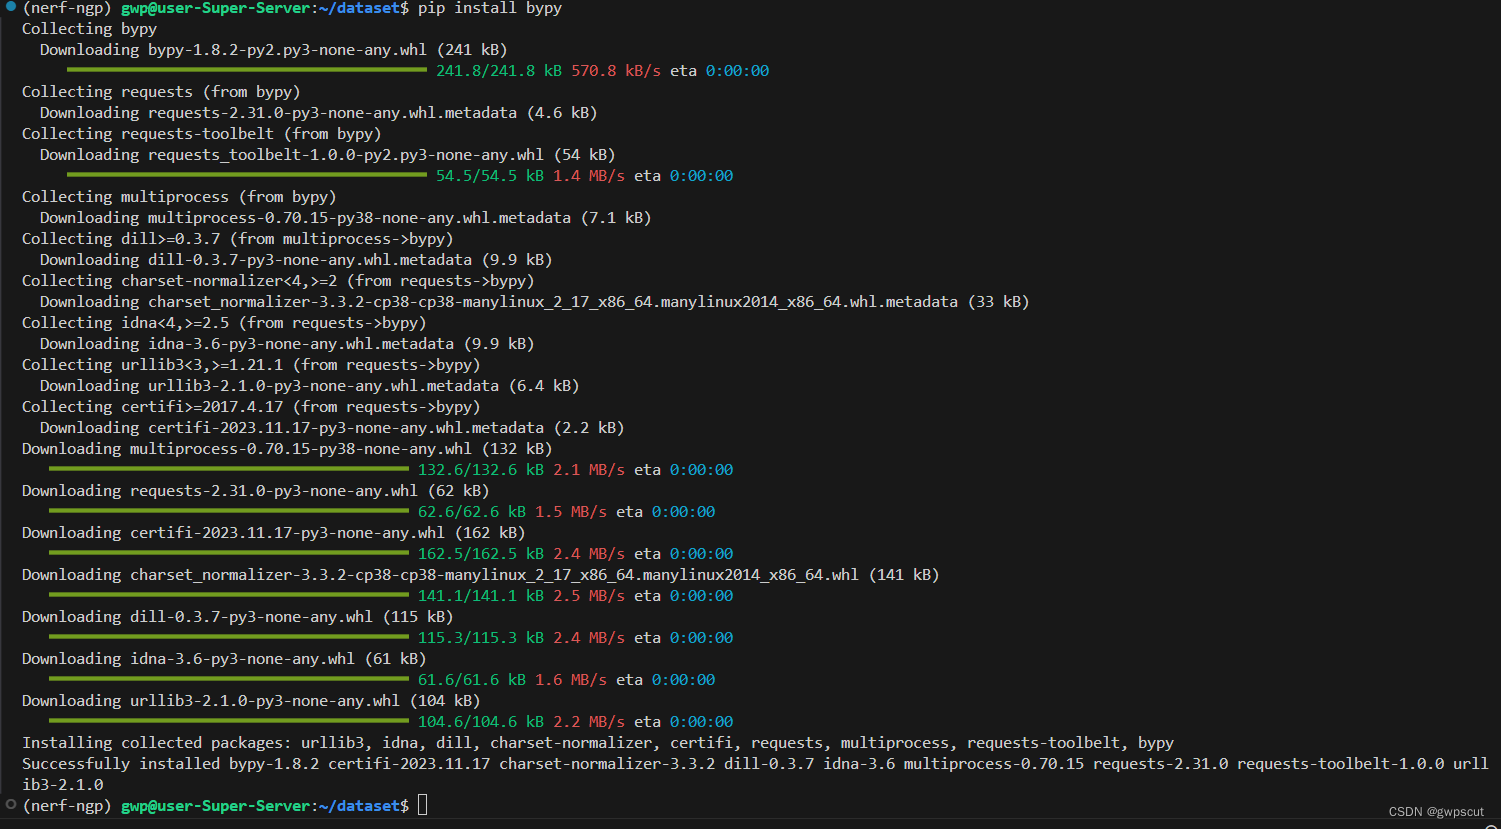 (nerf-ngp) gwp@user-Super-Server:~/dataset$ pip install bypy
Collecting bypy
Downloading bypy-1.8.2-py2.py3-none-any.whl (241 kB)
241.8/241.8 kB 570.8 kB/s eta 0:00:00
Collecting requests (from bypy)
Downloading requests-2.31.0-py3-none-any.whl.metadata (4.6 kB)
Collecting requests-toolbelt (from bypy)
Downloading requests_toolbelt-1.0.0-py2.py3-none-any.whl (54 kB)
54.5/54.5 kB 1.4 MB/s eta 0:00:00
Collecting multiprocess (from bypy)
Downloading multiprocess-0.70.15-py38-none-any.whl.metadata (7.1 kB)
Collecting dill>=0.3.7 (from multiprocess->bypy)
Downloading dill-0.3.7-py3-none-any.whl.metadata (9.9 kB)
Collecting charset-normalizer<4,>=2 (from requests->bypy)
Downloading charset_normalizer-3.3.2-cp38-cp38-manylinux_2_17_x86_64.manylinux2014_x86_64.whl.metadata (33 kB)
Collecting idna<4,>=2.5 (from requests->bypy)
Downloading idna-3.6-py3-none-any.whl.metadata (9.9 kB)
Collecting urllib3<3,>=1.21.1 (from requests->bypy)
Downloading urllib3-2.1.0-py3-none-any.whl.metadata (6.4 kB)
Collecting certifi>=2017.4.17 (from requests->bypy)
Downloading certifi-2023.11.17-py3-none-any.whl.metadata (2.2 kB)
Downloading multiprocess-0.70.15-py38-none-any.whl (132 kB)
132.6/132.6 kB 2.1 MB/s eta 0:00:00
Downloading requests-2.31.0-py3-none-any.whl (62 kB)
62.6/62.6 kB 1.5 MB/s eta 0:00:00
Downloading certifi-2023.11.17-py3-none-any.whl (162 kB)
162.5/162.5 kB 2.4 MB/s eta 0:00:00
Downloading charset_normalizer-3.3.2-cp38-cp38-manylinux_2_17_x86_64.manylinux2014_x86_64.whl (141 kB)
141.1/141.1 kB 2.5 MB/s eta 0:00:00
Downloading dill-0.3.7-py3-none-any.whl (115 kB)
115.3/115.3 kB 2.4 MB/s eta 0:00:00
Downloading idna-3.6-py3-none-any.whl (61 kB)
61.6/61.6 kB 1.6 MB/s eta 0:00:00
Downloading urllib3-2.1.0-py3-none-any.whl (104 kB)
104.6/104.6 kB 2.2 MB/s eta 0:00:00
Installing collected packages: urllib3, idna, dill, charset-normalizer, certifi, requests, multiprocess, requests-toolbelt, bypy
Successfully installed bypy-1.8.2 certifi-2023.11.17 charset-normalizer-3.3.2 dill-0.3.7 idna-3.6 multiprocess-0.70.15 requests-2.31.0 requests-toolbelt-1.0.0 urll
ib3-2.1.0
(nerf-ngp) gwp@user-Super-Server:~/dataset$
CSDN @gwpscut